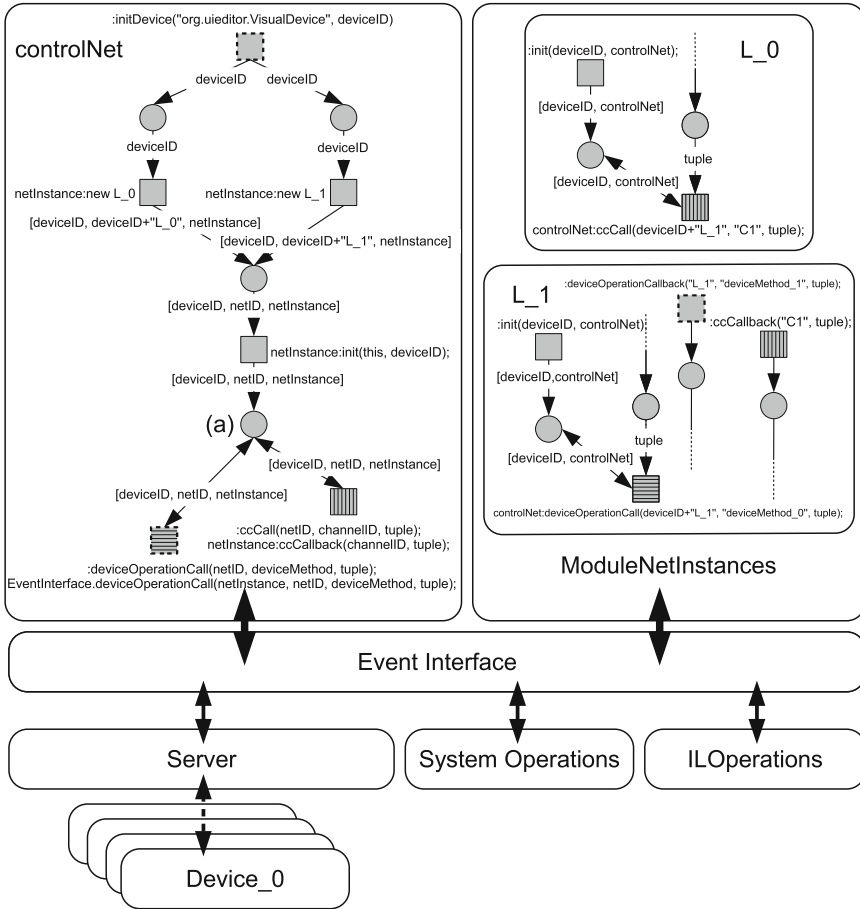 :initDevice("org.uieditor.VisualDevice", deviceID)
controlNet
deviceID
deviceID
deviceID
deviceID
netInstance:new L_0
netInstance:new L_1
[deviceID, deviceID+"L_0", netInstance]
[deviceID, deviceID+"L_1", netInstance]
[deviceID, netID, netInstance]
netInstance:init(this, deviceID);
[deviceID, netID, netInstance]
(a)
[deviceID, netID, netInstance]
[deviceID, netID, netInstance]
:ccCall(netID, channelID, tuple);
netInstance:ccCallback(channelID, tuple);
:deviceOperationCall(netID, deviceMethod, tuple);
EventInterface.deviceOperationCall(netInstance, netID, deviceMethod, tuple);
L_0
:init(deviceID, controlNet);
[deviceID, controlNet]
tuple
[deviceID, controlNet]
controlNet:ccCall(deviceID+"L_1", "C1", tuple);
L_1
:deviceOperationCallback("L_1", "deviceMethod_1", tuple);
:init(deviceID, controlNet)
:ccCallback("C1", tuple);
[deviceID,controlNet]
tuple
[deviceID, controlNet]
controlNet:deviceOperationCall(deviceID+"L_1", "deviceMethod_0", tuple);
ModuleNetInstances
Event Interface
Server
System Operations
ILOperations
Device_0